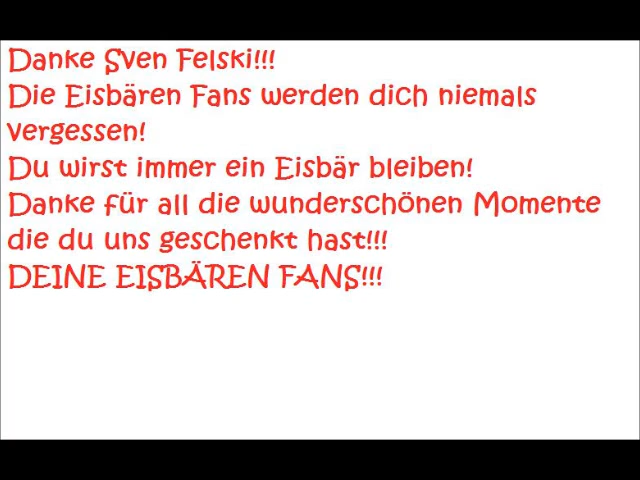 Danke Sven Felski!!!
Die Eisbären Fans werden dich niemals
vergessen!
Du wirst immer ein Eisbär bleiben!
Danke für all die wunderschönen Momente
die du uns geschenkt hast!!!
DEINE EISBÄREN FANS!!!